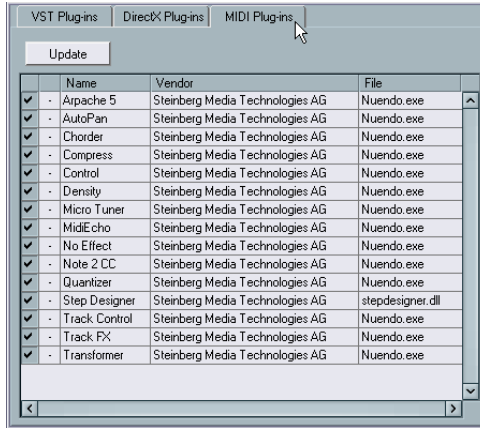 VST Plug-ins DirectX Plug-ins MIDI Plug-ins
Update
Name Vendor File
Arpache 5 Steinberg Media Technologies AG Nuendo.exe
- AutoPan Steinberg Media Technologies AG Nuendo.exe
- Chorder Steinberg Media Technologies AG Nuendo.exe
- Compress Steinberg Media Technologies AG Nuendo.exe
- Control Steinberg Media Technologies AG Nuendo.exe
- Density Steinberg Media Technologies AG Nuendo.exe
- Micro Tuner Steinberg Media Technologies AG Nuendo.exe
- MidiEcho Steinberg Media Technologies AG Nuendo.exe
- No Effect Steinberg Media Technologies AG Nuendo.exe
- Note 2 CC Steinberg Media Technologies AG Nuendo.exe
- Quantizer Steinberg Media Technologies AG Nuendo.exe
- Step Designer Steinberg Media Technologies AG stepdesigner.dll
- Track Control Steinberg Media Technologies AG Nuendo.exe
- Track FX Steinberg Media Technologies AG Nuendo.exe
- Transformer Steinberg Media Technologies AG Nuendo.exe